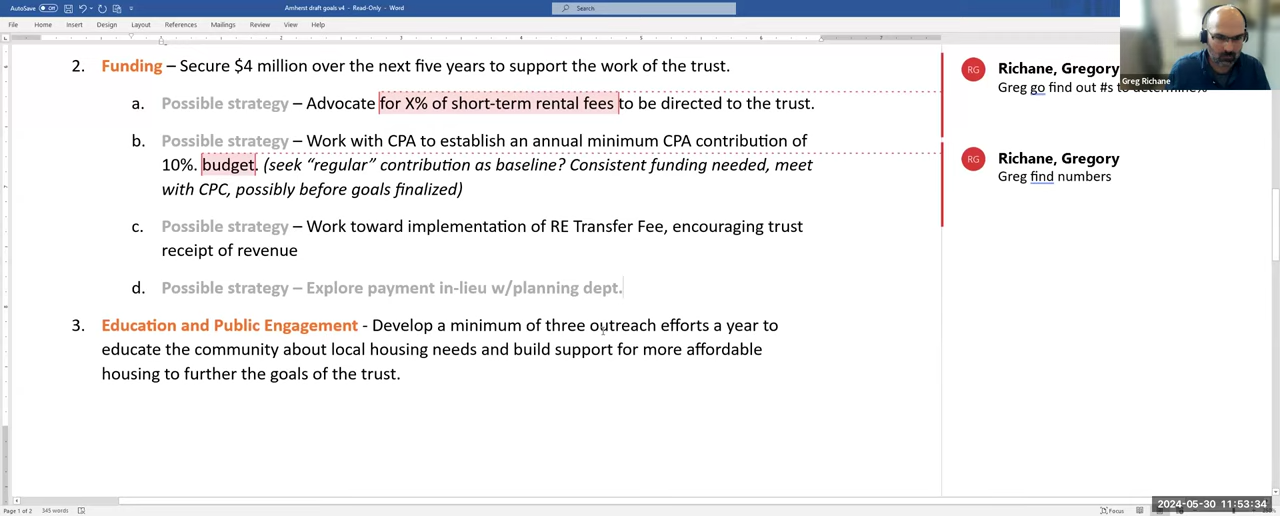 AutoSave Off
Amherst draft goals v4 - Read-Only - Word
Search
File Home Insert Design Layout References Mailings Review View Help
2. Funding – Secure $4 million over the next five years to support the work of the trust.
a. Possible strategy – Advocate for X% of short-term rental fees to be directed to the trust.
b. Possible strategy – Work with CPA to establish an annual minimum CPA contribution of
10%. budget. (seek “regular” contribution as baseline? Consistent funding needed, meet
with CPC, possibly before goals finalized)
c. Possible strategy – Work toward implementation of RE Transfer Fee, encouraging trust
receipt of revenue
d. Possible strategy – Explore payment in-lieu w/planning dept.
3. Education and Public Engagement - Develop a minimum of three outreach efforts a year to
educate the community about local housing needs and build support for more affordable
housing to further the goals of the trust.
RG Richane, Gregory
Greg go find out #s to determine%
RG Richane, Gregory
Greg find numbers
Greg Richane
Page 1 of 2 345 words
Focus
2024-05-30 11:53:34